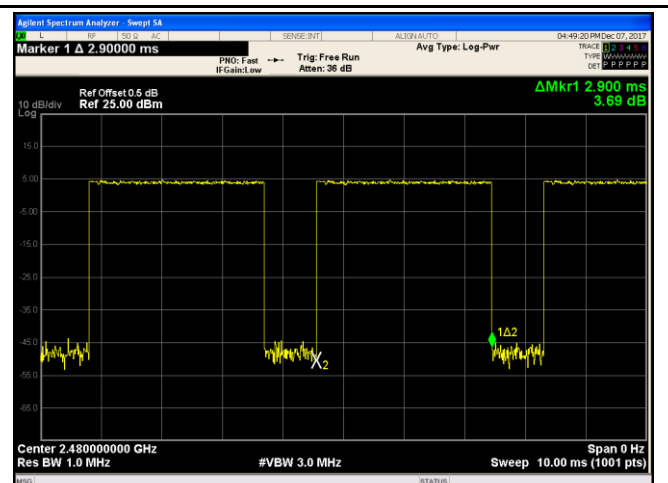 Agilent Spectrum Analyzer - Swept SA
L RF 50 Ω AC SENSE:INT ALIGN AUTO 04:49:20 PM Dec 07, 2017
Marker 1 Δ 2.90000 ms
PNO: Fast Trig: Free Run Avg Type: Log-Pwr TRACE 1 2 3 4 5 6
IFGain:Low Atten: 36 dB TYPE
DET P P P P P P
ΔMkr1 2.900 ms
3.69 dB
Ref Offset 0.5 dB
10 dB/div Ref 25.00 dBm
Log
15.0
5.00
-5.00
-15.0
-25.0
-35.0
-45.0
1Δ2
-55.0
2
-65.0
Center 2.480000000 GHz Span 0 Hz
Res BW 1.0 MHz #VBW 3.0 MHz Sweep 10.00 ms (1001 pts)
MSG STATUS